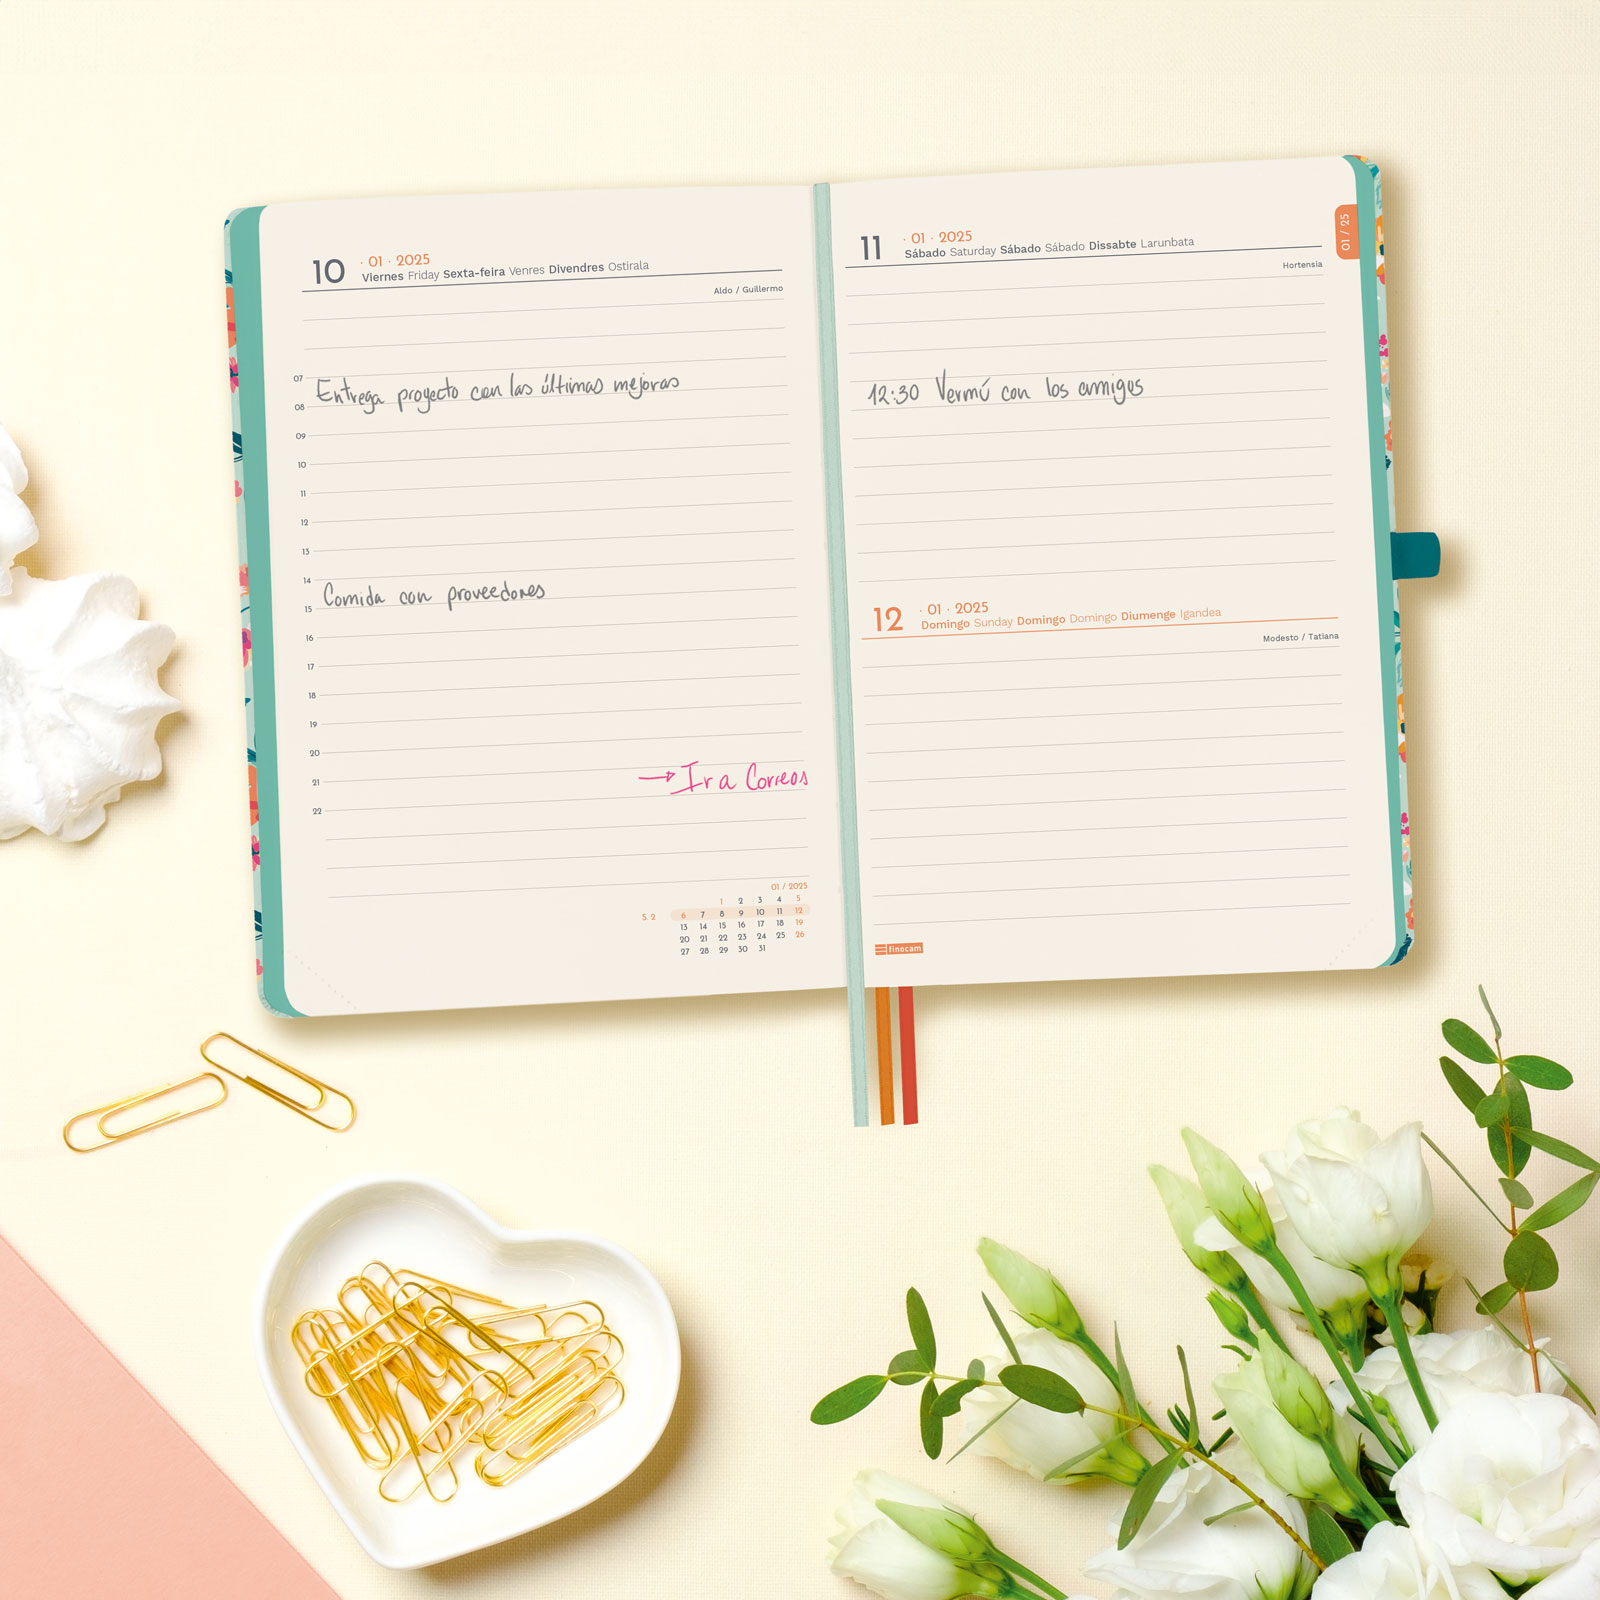 10 · 01 · 2025
Viernes Friday Sexta-feira Venres Divendres Ostirala
Aldo / Guillermo
07
Entrega proyecto con las últimas mejoras
08
09
10
11
12
13
14
Comida con proveedores
15
16
17
18
19
20
21
→ Ir a Correos
22
01 / 2025
1 2 3 4 5
S. 2 6 7 8 9 10 11 12
13 14 15 16 17 18 19
20 21 22 23 24 25 26
27 28 29 30 31
11 · 01 · 2025
Sábado Saturday Sábado Sábado Dissabte Larunbata
Hortensia
01 / 25
12:30 Vermú con los amigos
12 · 01 · 2025
Domingo Sunday Domingo Domingo Diumenge Igandea
Modesto / Tatiana
finocam